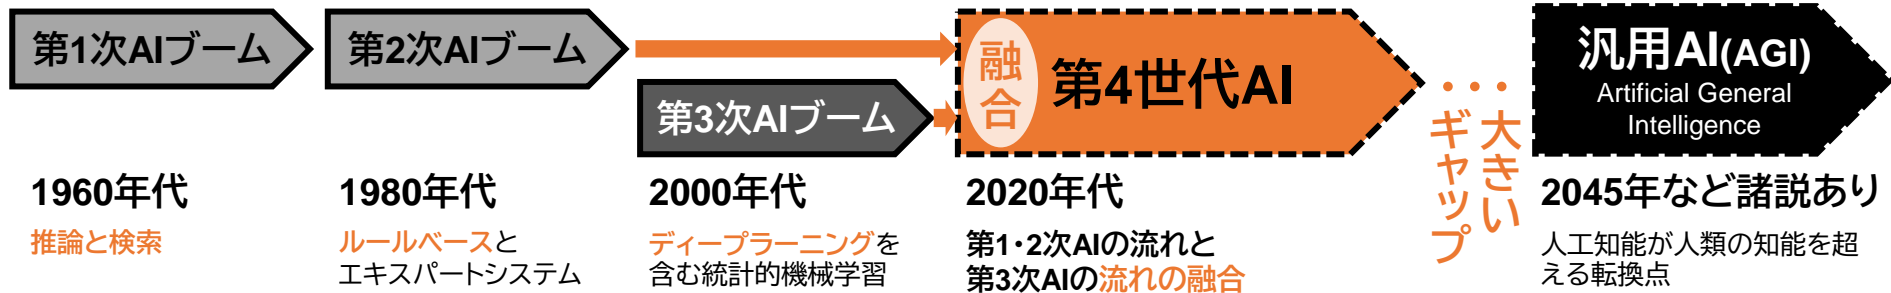 第1次AIブーム
1960年代
推論と検索
第2次AIブーム
1980年代
ルールベースと
エキスパートシステム
第3次AIブーム
2000年代
ディープラーニングを
含む統計的機械学習
融合
第4世代AI
2020年代
第1・2次AIの流れと
第3次AIの流れの融合
・・・
大きい
ギャップ
汎用AI(AGI)
Artificial General
Intelligence
2045年など諸説あり
人工知能が人類の知能を超
える転換点